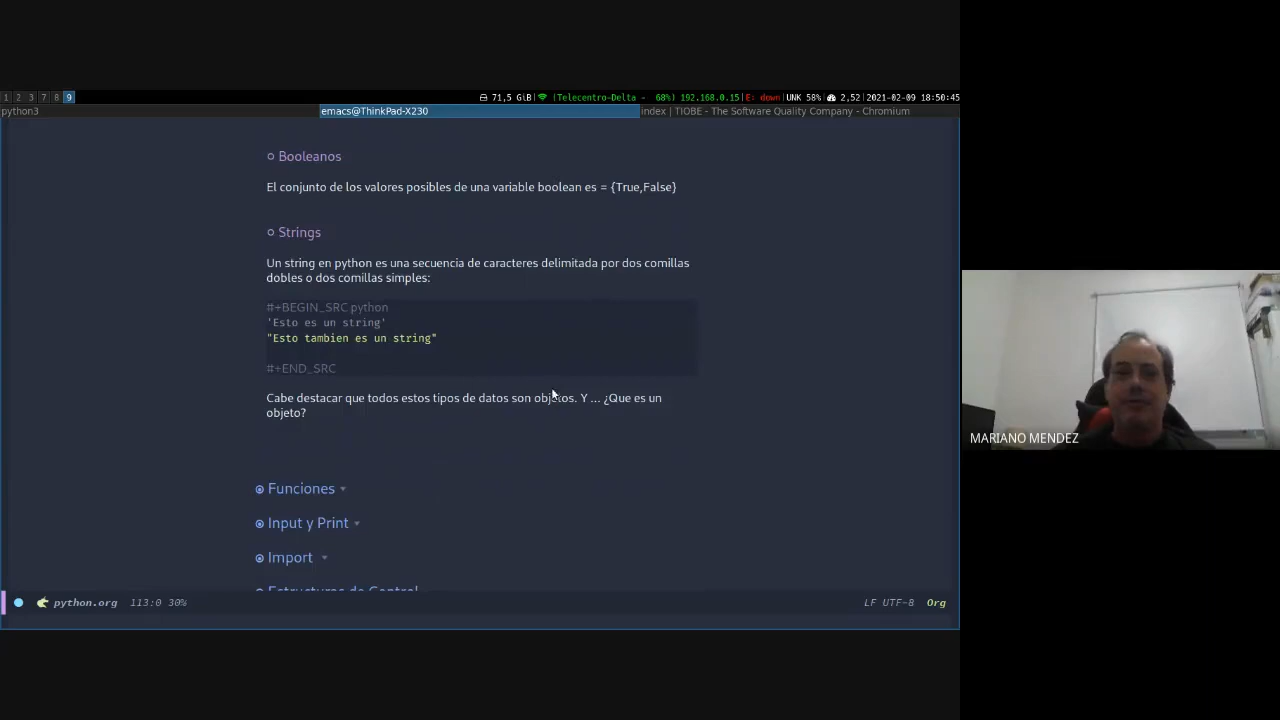 1 2 3 7 8 9
71,5 GiB (Telecentro-Delta - 68%) 192.168.0.15 E: down UNK 58% 2,52 2021-02-09 18:50:45
python3
emacs@ThinkPad-X230
index | TIOBE - The Software Quality Company - Chromium
Booleanos
El conjunto de los valores posibles de una variable boolean es = {True,False}
Strings
Un string en python es una secuencia de caracteres delimitada por dos comillas
dobles o dos comillas simples:
#+BEGIN_SRC python
'Esto es un string'
"Esto tambien es un string"
#+END_SRC
Cabe destacar que todos estos tipos de datos son objetos. Y ... ¿Que es un
objeto?
Funciones
Input y Print
Import
Estructuras de Control
python.org 113:0 30%
LF UTF-8 Org
MARIANO MENDEZ